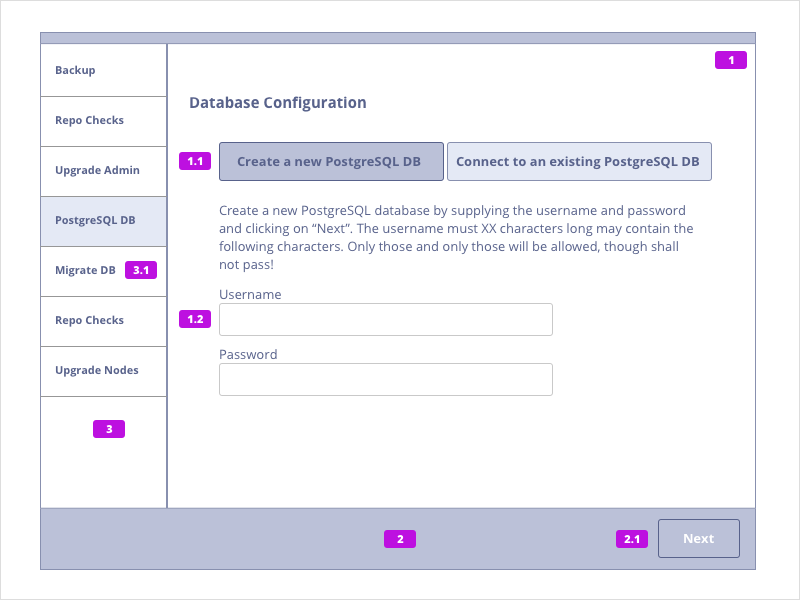 Backup
Repo Checks
Upgrade Admin
PostgreSQL DB
Migrate DB 3.1
Repo Checks
Upgrade Nodes
3
1
Database Configuration
1.1 Create a new PostgreSQL DB Connect to an existing PostgreSQL DB
Create a new PostgreSQL database by supplying the username and password
and clicking on “Next”. The username must XX characters long may contain the
following characters. Only those and only those will be allowed, though shall
not pass!
Username
1.2
Password
2 2.1 Next